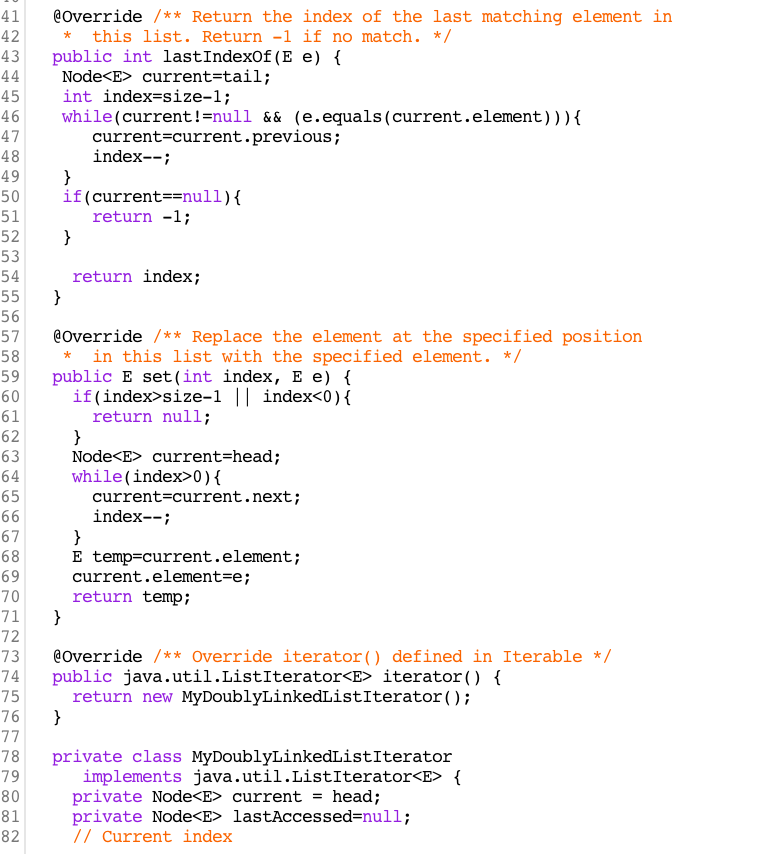 41 @Override /** Return the index of the last matching element in
42 * this list. Return -1 if no match. */
43 public int lastIndexOf(E e) {
44 Node<E> current=tail;
45 int index=size-1;
46 while(current!=null && (e.equals(current.element))){
47 current=current.previous;
48 index--;
49 }
50 if(current==null){
51 return -1;
52 }
53
54 return index;
55 }
56
57 @Override /** Replace the element at the specified position
58 * in this list with the specified element. */
59 public E set(int index, E e) {
60 if(index>size-1 || index<0){
61 return null;
62 }
63 Node<E> current=head;
64 while(index>0){
65 current=current.next;
66 index--;
67 }
68 E temp=current.element;
69 current.element=e;
70 return temp;
71 }
72
73 @Override /** Override iterator() defined in Iterable */
74 public java.util.ListIterator<E> iterator() {
75 return new MyDoublyLinkedListIterator();
76 }
77
78 private class MyDoublyLinkedListIterator
79 implements java.util.ListIterator<E> {
80 private Node<E> current = head;
81 private Node<E> lastAccessed=null;
82 // Current index